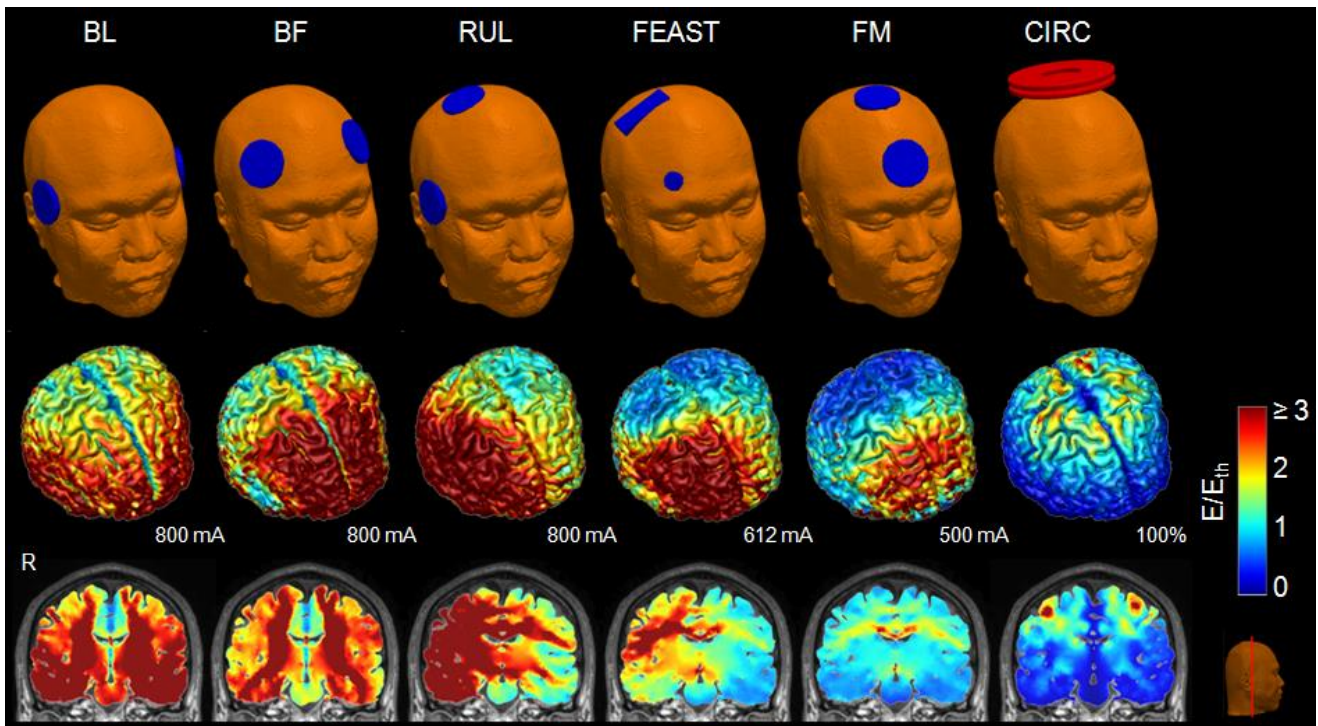 BL BF RUL FEAST FM CIRC
800 mA 800 mA 800 mA 612 mA 500 mA 100%
R
E/Eth
≥ 3
2
1
0